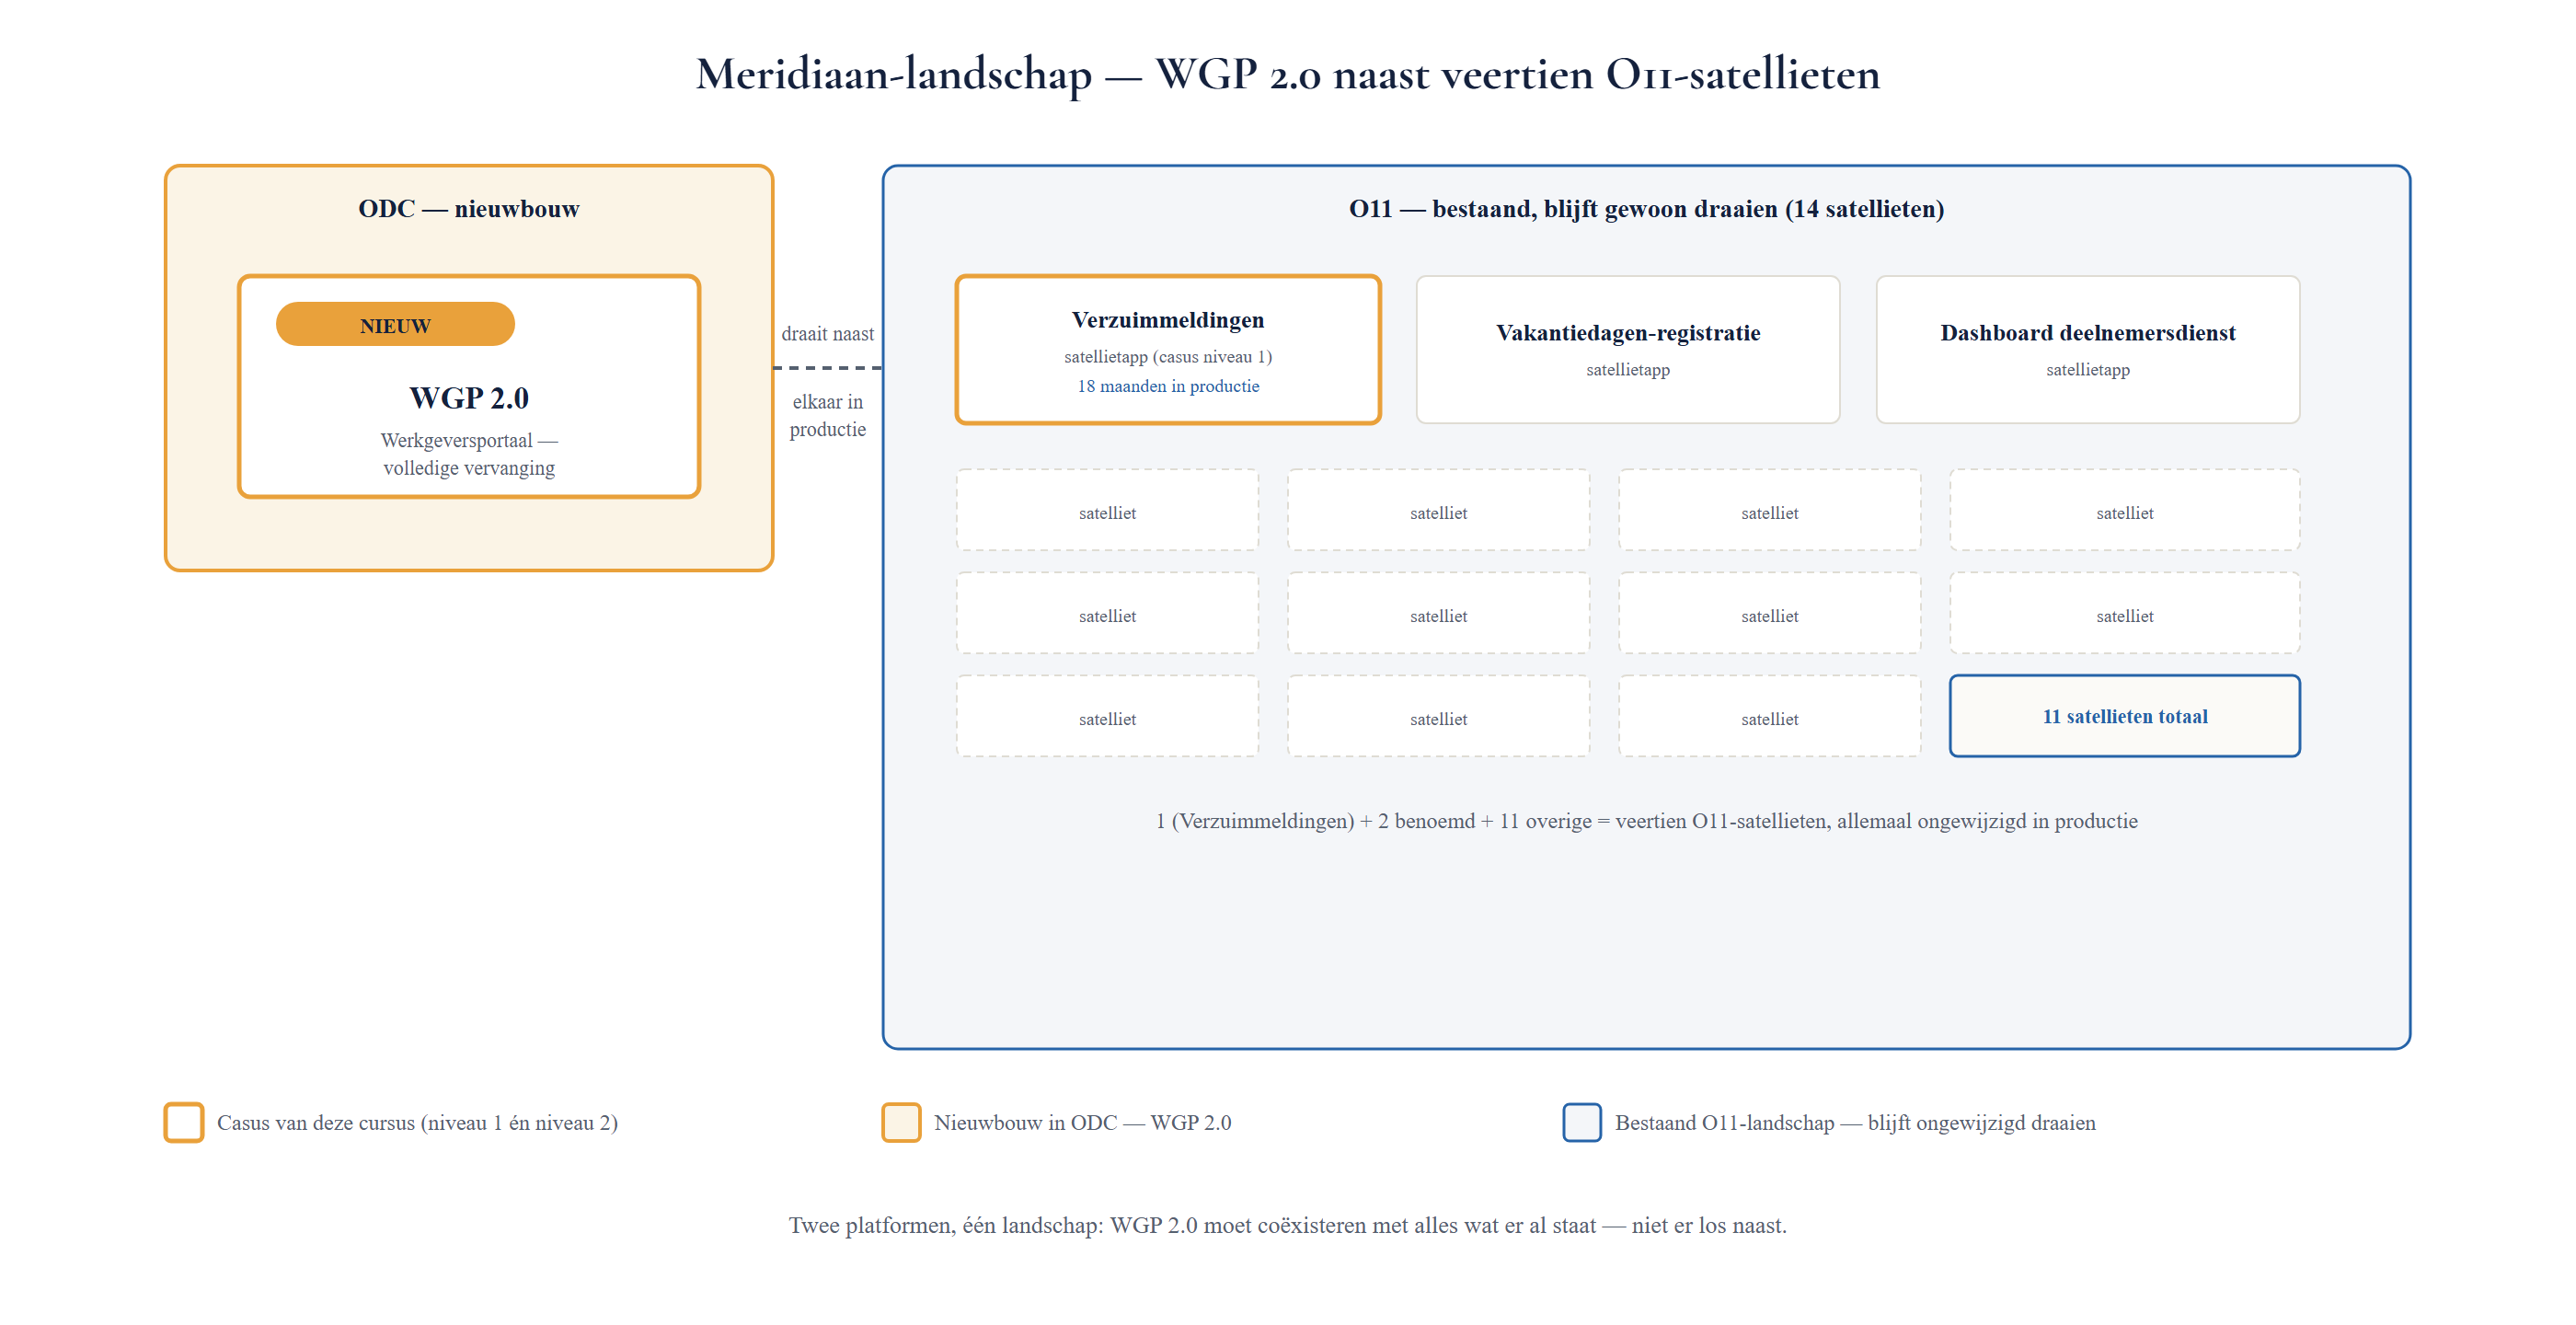 Meridiaan-landschap — WGP 2.0 naast veertien O11-satellieten
ODC — nieuwbouw
NIEUW
WGP 2.0
Werkgeversportaal —
volledige vervanging
draait naast
elkaar in
productie
O11 — bestaand, blijft gewoon draaien (14 satellieten)
Verzuimmeldingen
satellietapp (casus niveau 1)
18 maanden in productie
Vakantiedagen-registratie
satellietapp
Dashboard deelnemersdienst
satellietapp
satelliet
satelliet
satelliet
satelliet
satelliet
satelliet
satelliet
satelliet
satelliet
satelliet
satelliet
11 satellieten totaal
1 (Verzuimmeldingen) + 2 benoemd + 11 overige = veertien O11-satellieten, allemaal ongewijzigd in productie
Casus van deze cursus (niveau 1 én niveau 2)
Nieuwbouw in ODC — WGP 2.0
Bestaand O11-landschap — blijft ongewijzigd draaien
Twee platformen, één landschap: WGP 2.0 moet coëxisteren met alles wat er al staat — niet er los naast.